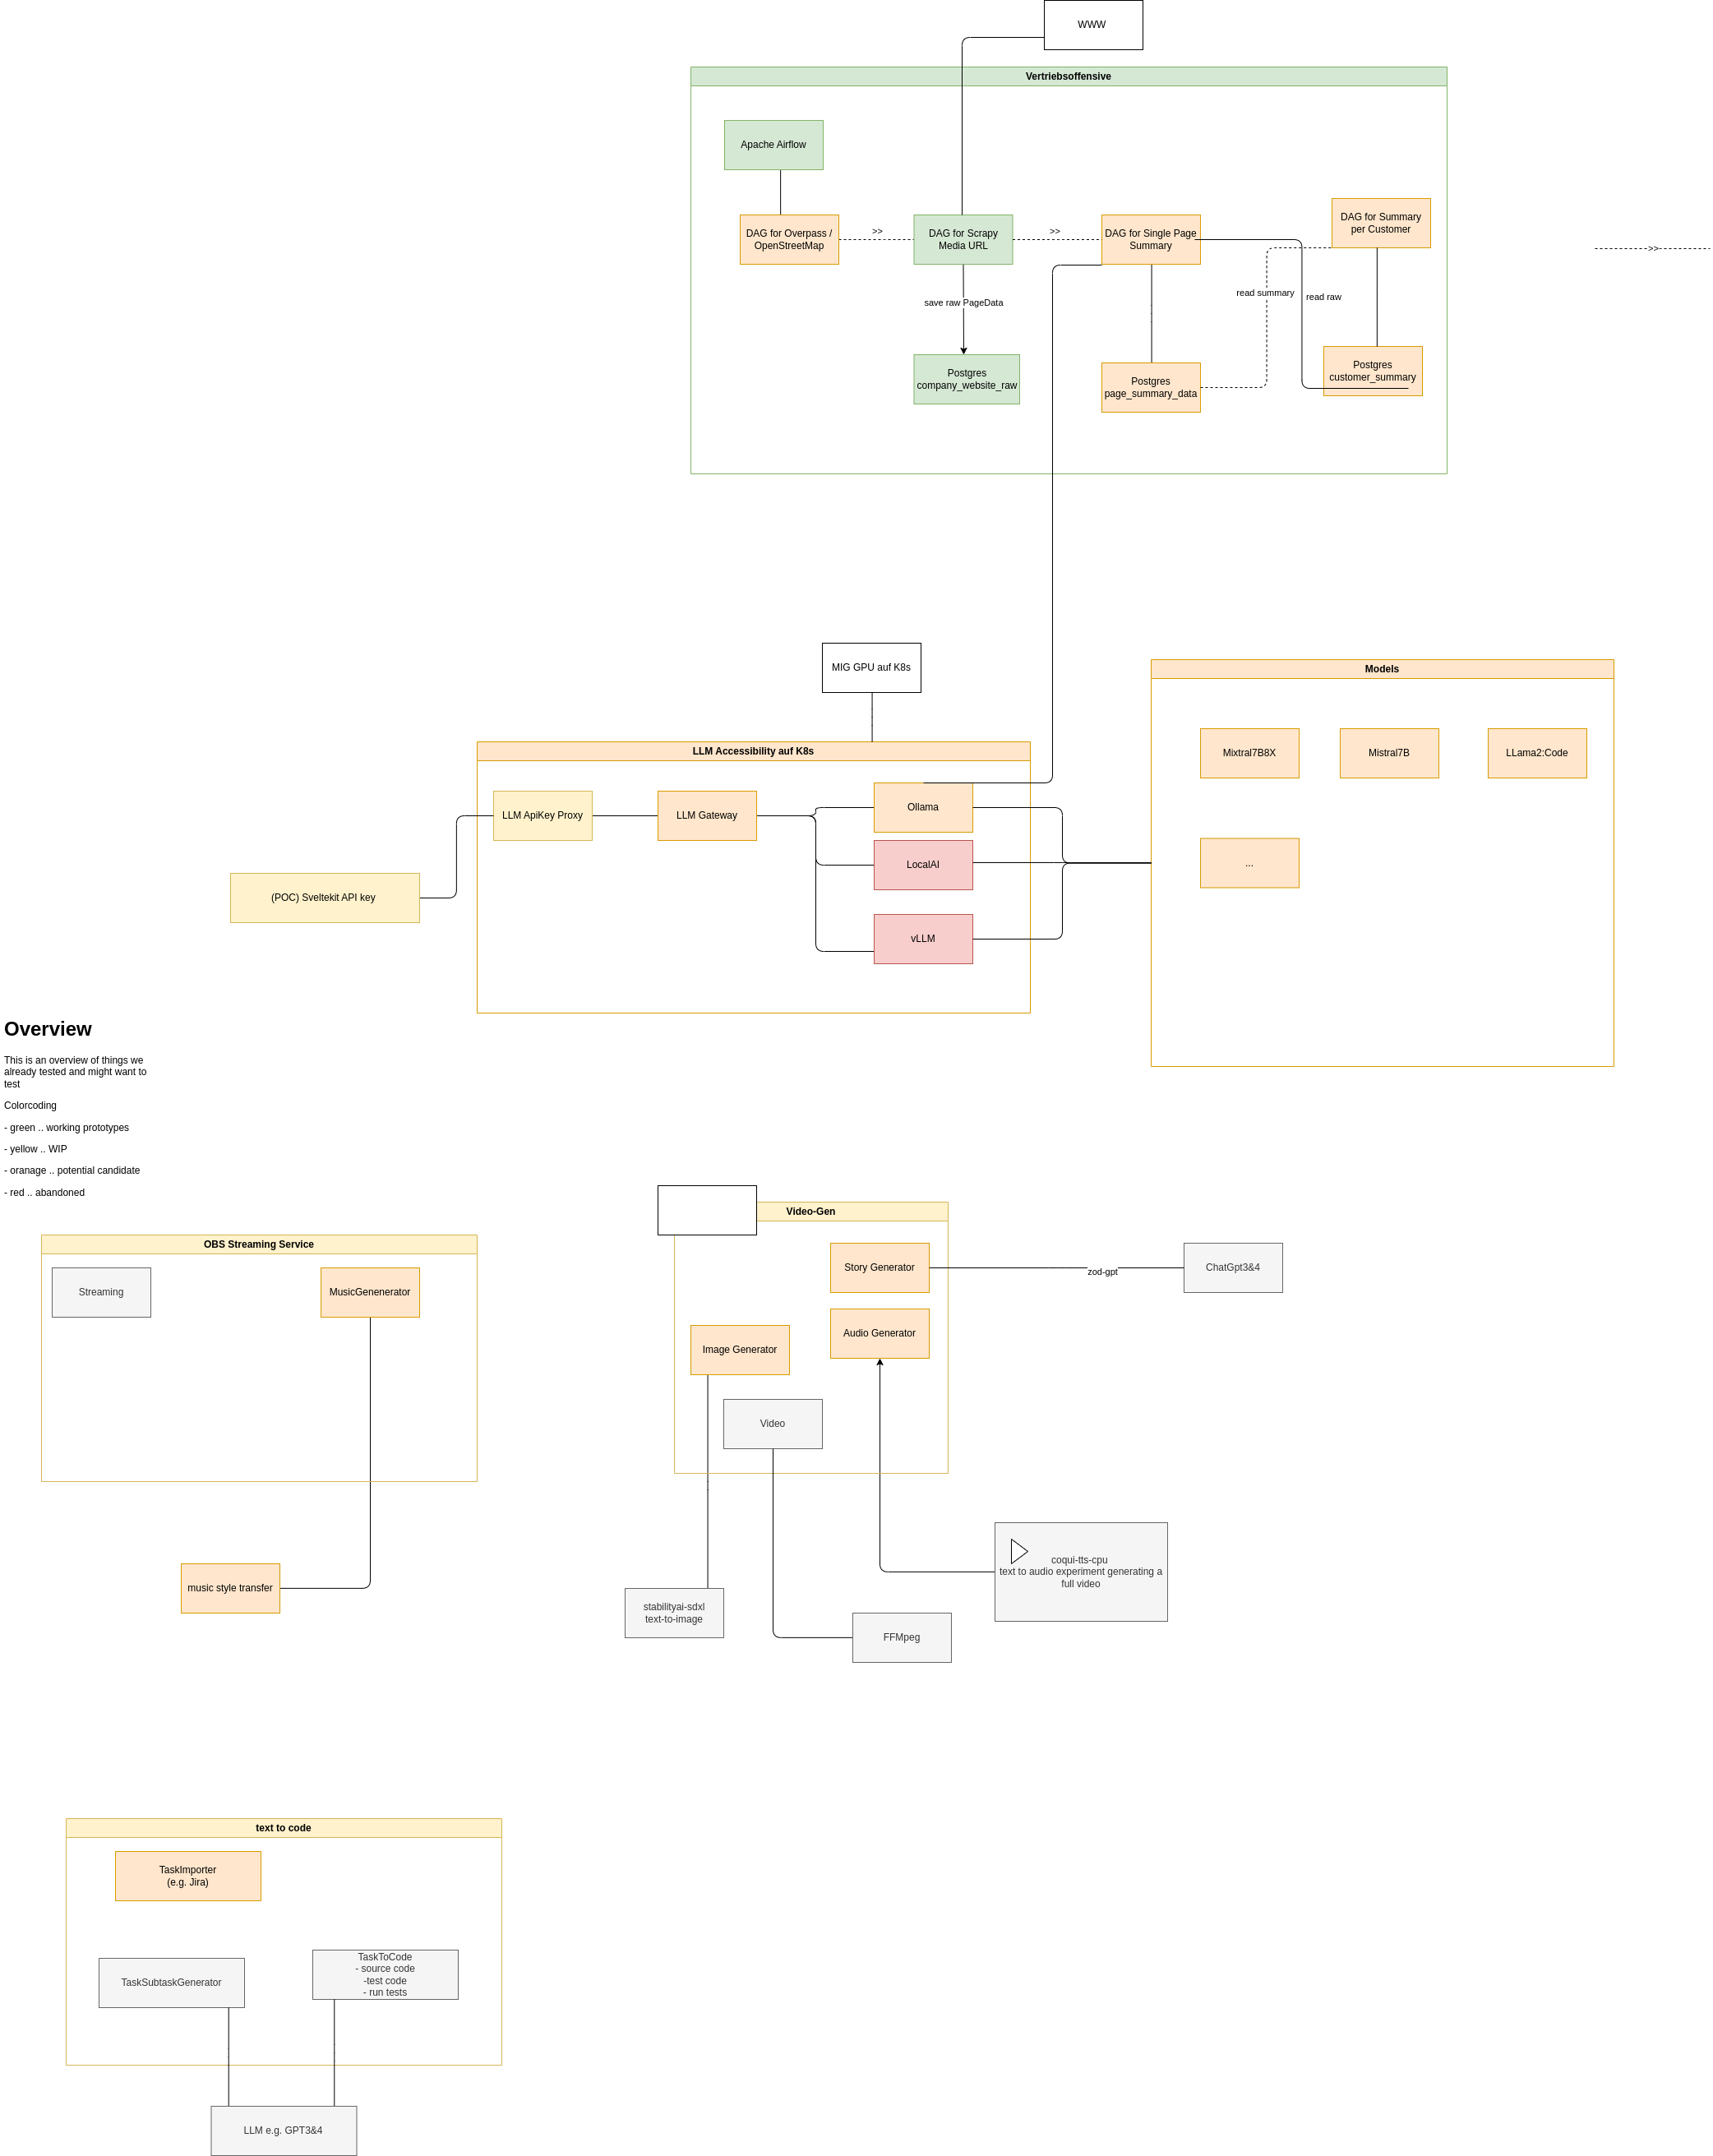 WWW
Vertriebsoffensive
Apache Airflow
DAG for Overpass /
OpenStreetMap
>>
DAG for Scrapy
Media URL
>>
DAG for Single Page
Summary
DAG for Summary
per Customer
>>
read summary
read raw
save raw PageData
Postgres
company_website_raw
Postgres
page_summary_data
Postgres
customer_summary
MIG GPU auf K8s
Models
Mixtral7B8X
Mistral7B
LLama2:Code
...
LLM Accessibility auf K8s
LLM ApiKey Proxy
LLM Gateway
Ollama
LocalAI
vLLM
(POC) Sveltekit API key
Overview
This is an overview of things we
already tested and might want to
test
Colorcoding
- green .. working prototypes
- yellow .. WIP
- oranage .. potential candidate
- red .. abandoned
OBS Streaming Service
Streaming
MusicGenenerator
music style transfer
Video-Gen
Story Generator
zod-gpt
ChatGpt3&4
Audio Generator
Image Generator
Video
coqui-tts-cpu
text to audio experiment generating a
full video
stabilityai-sdxl
text-to-image
FFMpeg
text to code
TaskImporter
(e.g. Jira)
TaskSubtaskGenerator
TaskToCode
- source code
-test code
- run tests
LLM e.g. GPT3&4